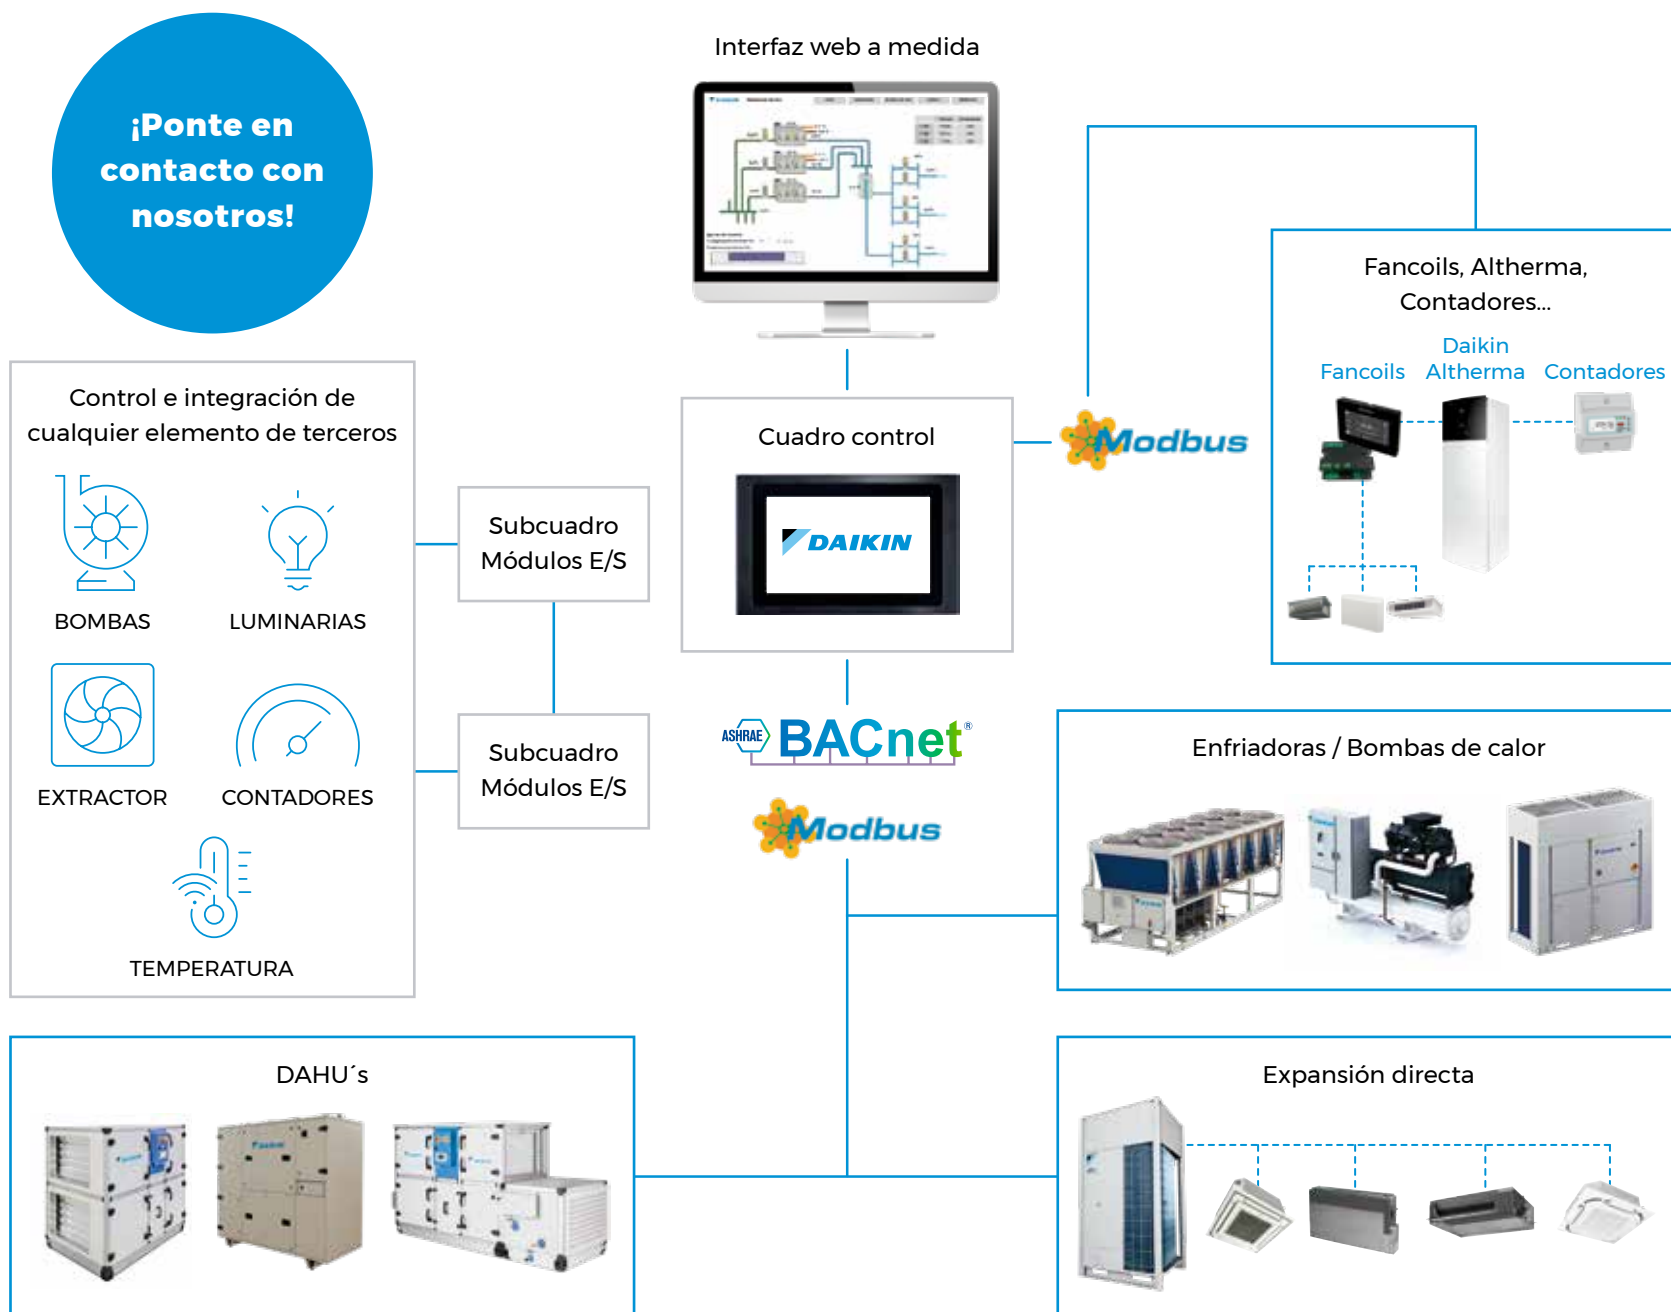 ¡Ponte en
contacto con
nosotros!
Interfaz web a medida
Fancoils, Altherma,
Contadores...
Fancoils
Daikin
Altherma
Contadores
Control e integración de
cualquier elemento de terceros
BOMBAS
LUMINARIAS
EXTRACTOR
CONTADORES
TEMPERATURA
Subcuadro
Módulos E/S
Subcuadro
Módulos E/S
Cuadro control
DAIKIN
Modbus
ASHRAE BACnet®
Modbus
Enfriadoras / Bombas de calor
DAHU´s
Expansión directa